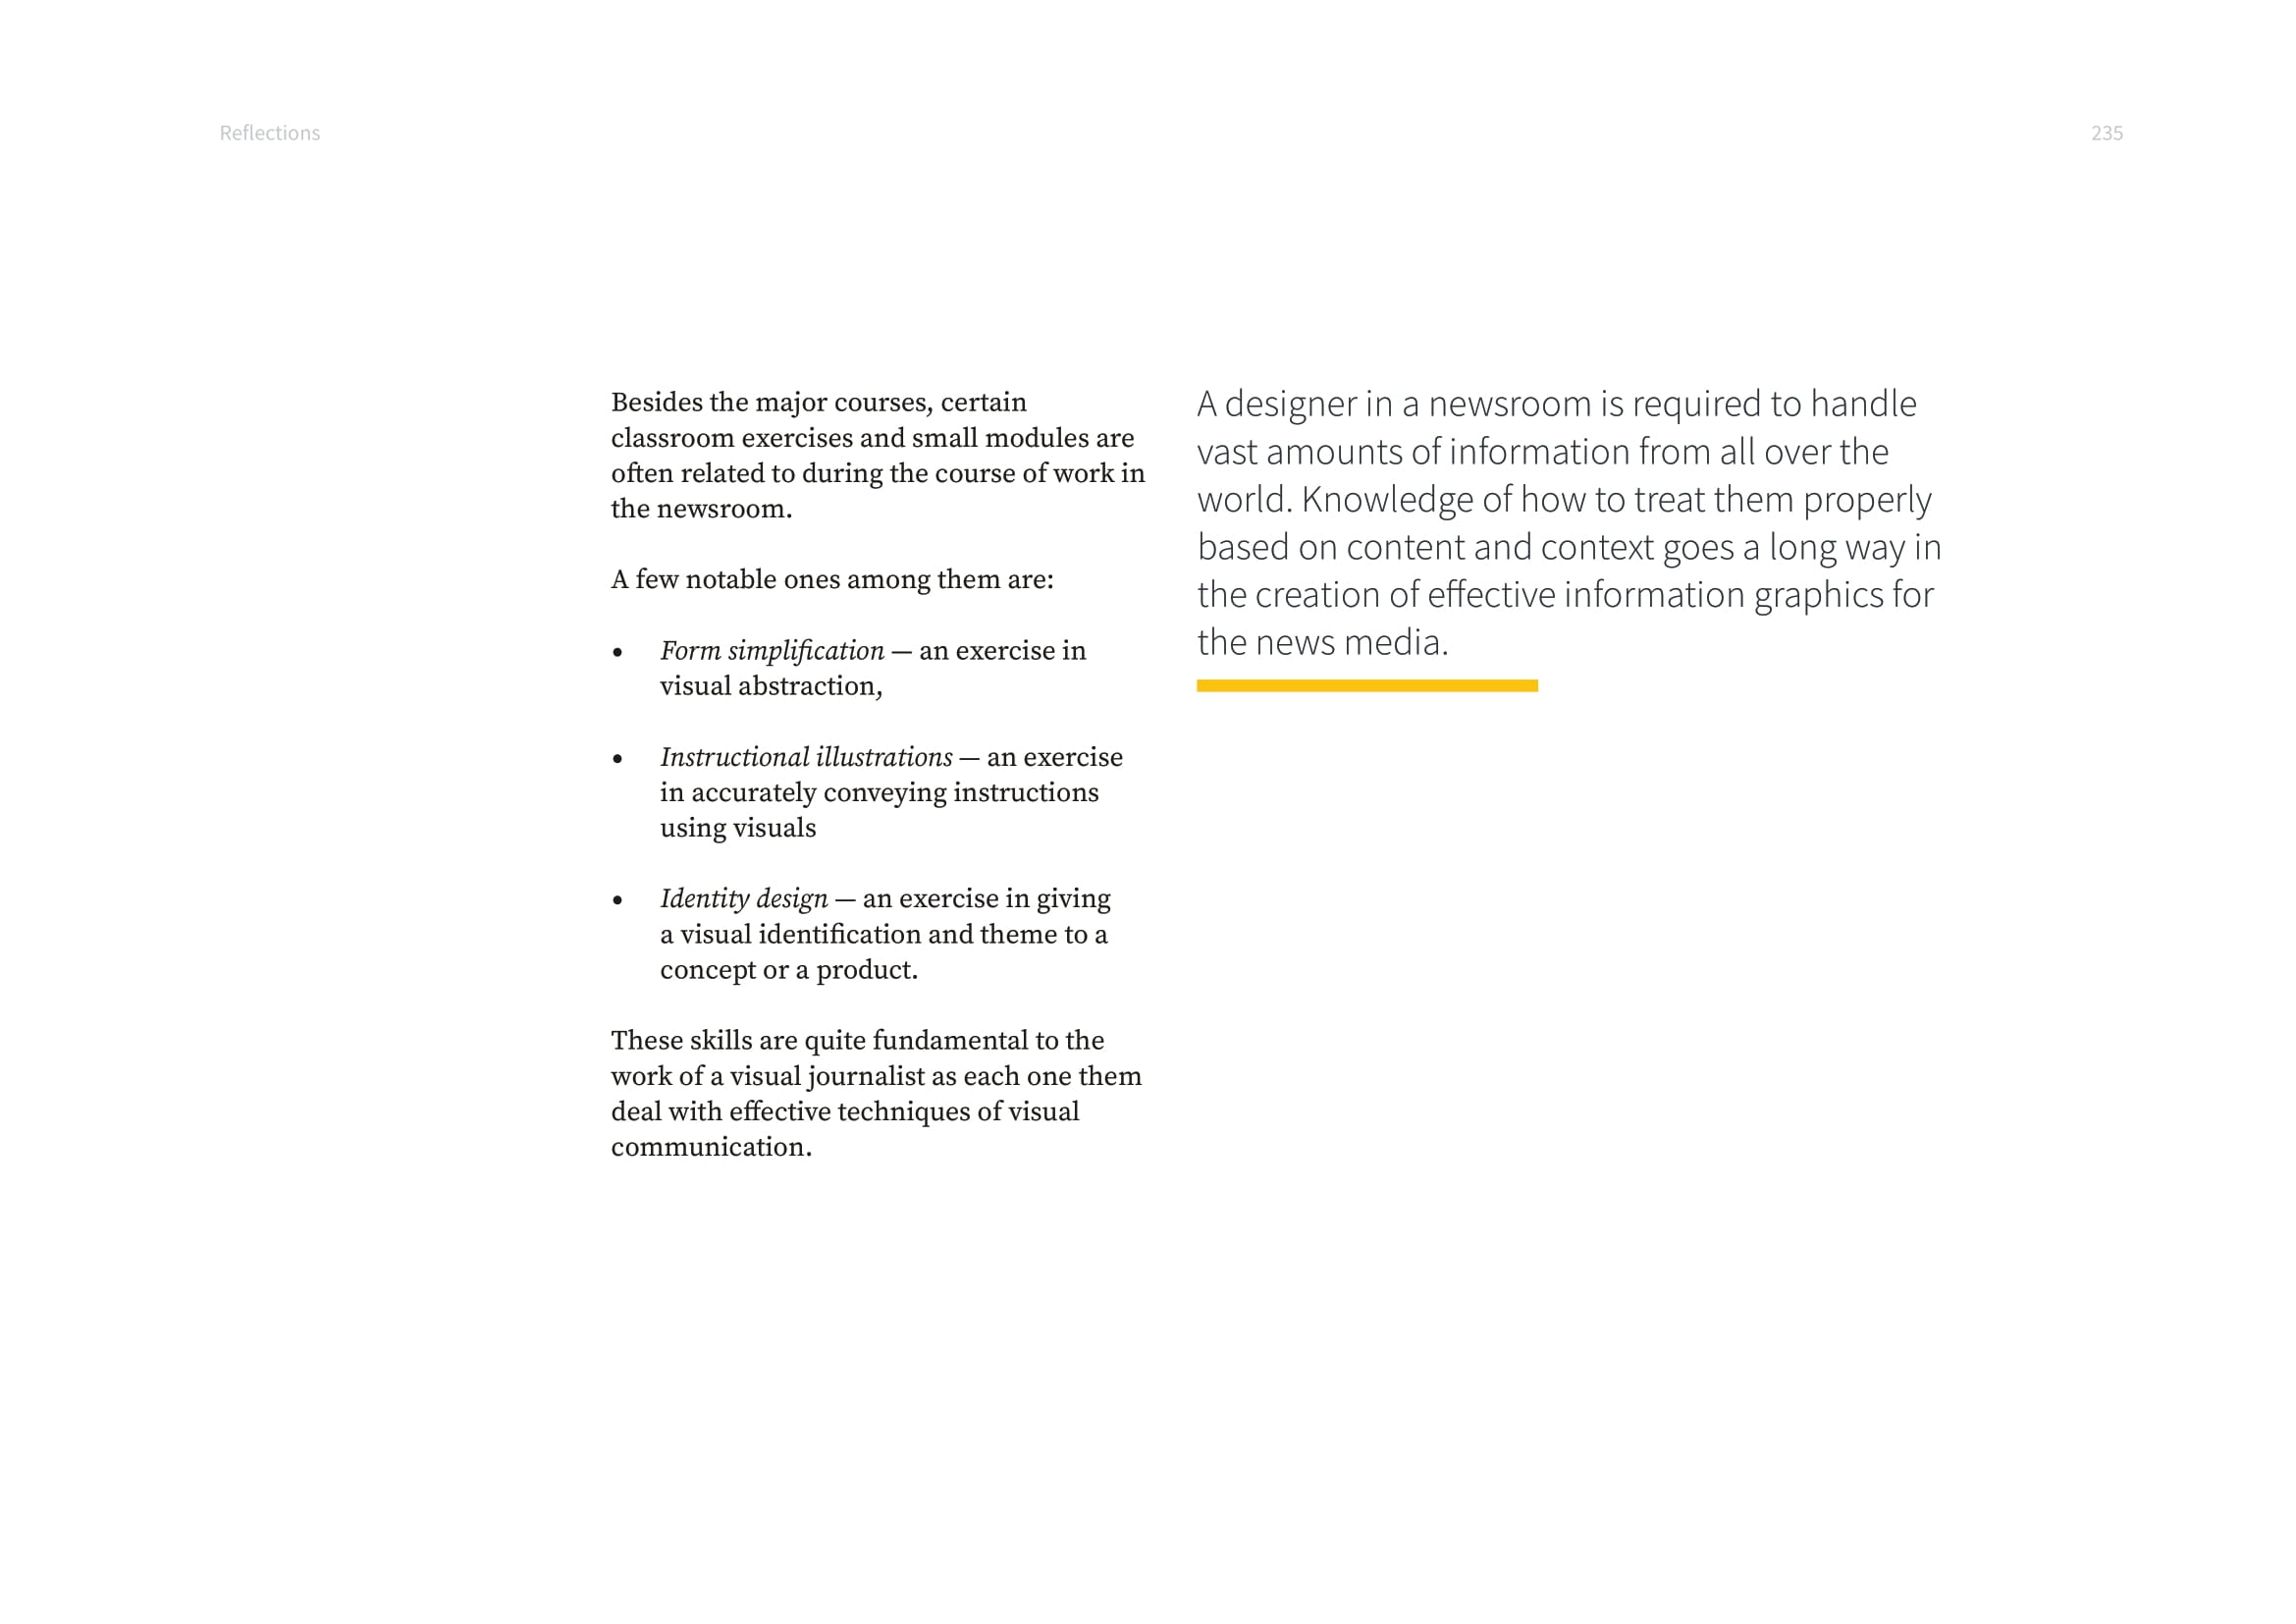 Reflections
235
Besides the major courses, certain
classroom exercises and small modules are
often related to during the course of work in
the newsroom.
A few notable ones among them are:
• Form simplification — an exercise in
visual abstraction,
• Instructional illustrations — an exercise
in accurately conveying instructions
using visuals
• Identity design — an exercise in giving
a visual identification and theme to a
concept or a product.
These skills are quite fundamental to the
work of a visual journalist as each one them
deal with effective techniques of visual
communication.
A designer in a newsroom is required to handle
vast amounts of information from all over the
world. Knowledge of how to treat them properly
based on content and context goes a long way in
the creation of effective information graphics for
the news media.